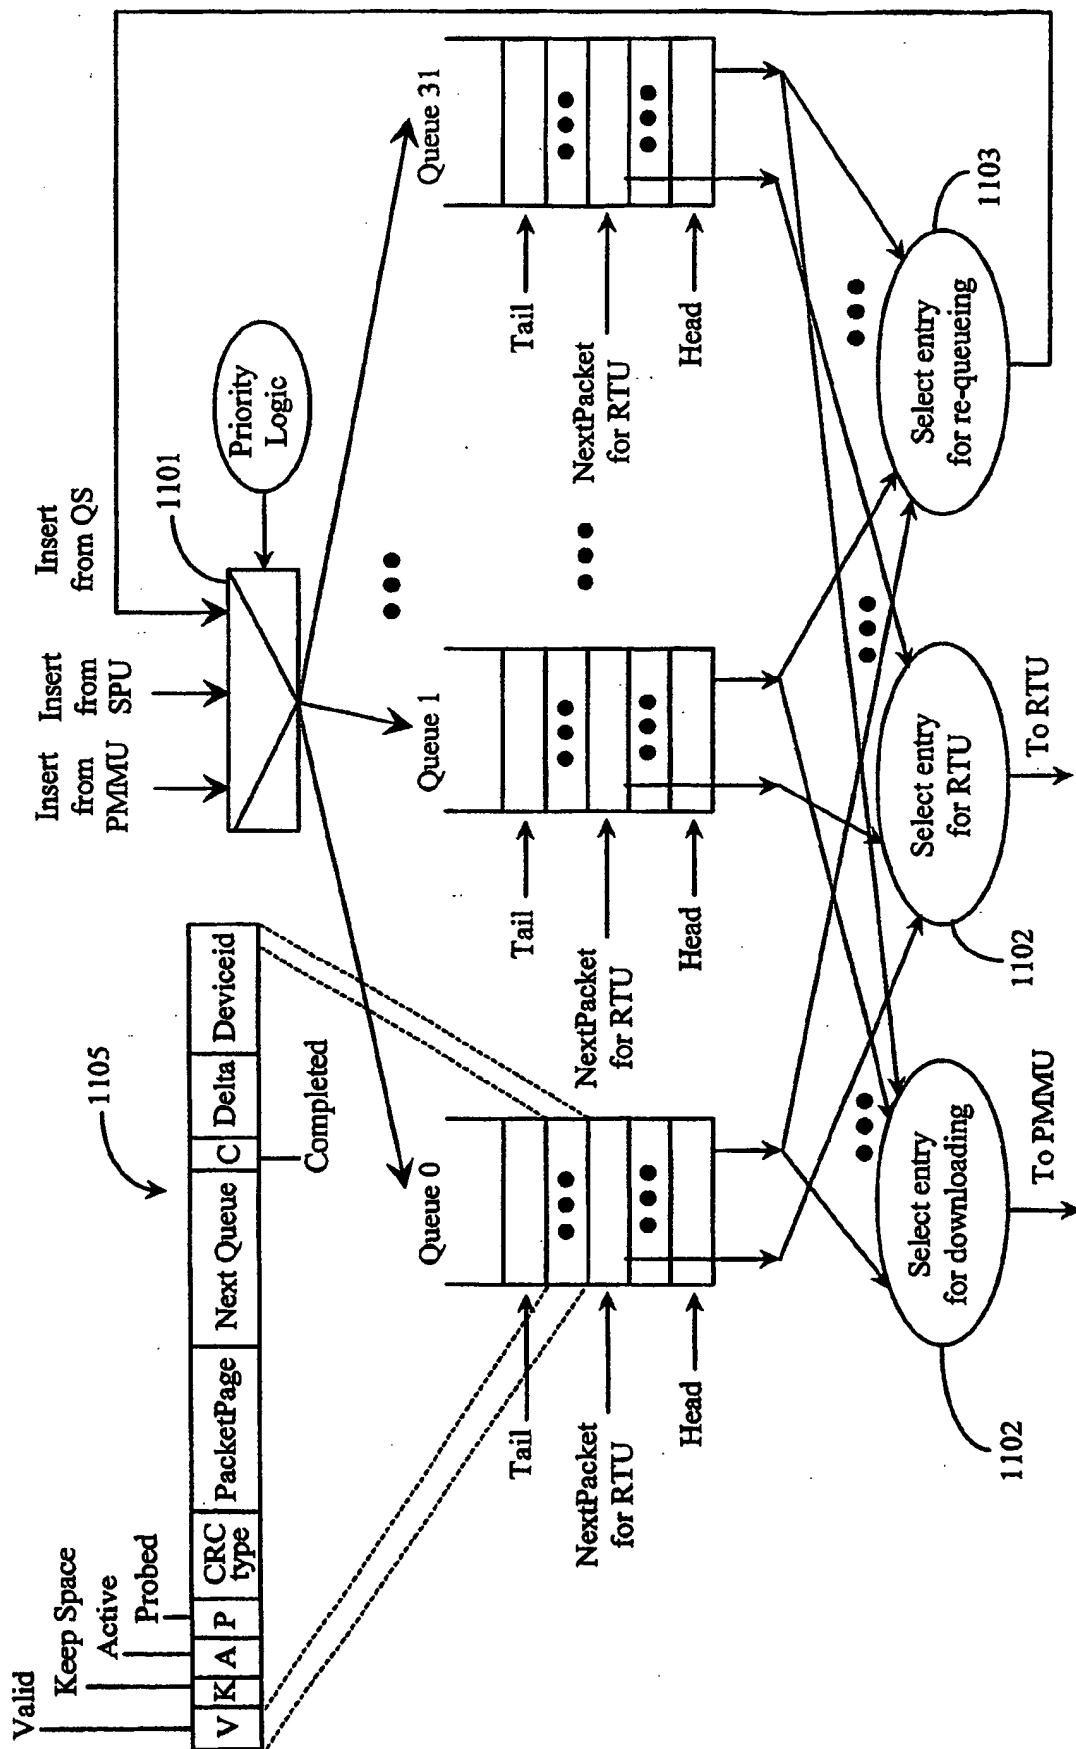 Valid
Keep Space
Active
Probed
V
K
A
P
CRC
type
PacketPage
Next Queue
C
Delta
Deviceid
Completed
1105
Insert
from
PMMU
Insert
from
SPU
Insert
from QS
1101
Priority
Logic
Queue 0
Tail
NextPacket
for RTU
Head
Queue 1
Tail
NextPacket
for RTU
Head
Queue 31
Tail
NextPacket
for RTU
Head
Select entry
for downloading
1102
To PMMU
Select entry
for RTU
1102
To RTU
Select entry
for re-queueing
1103